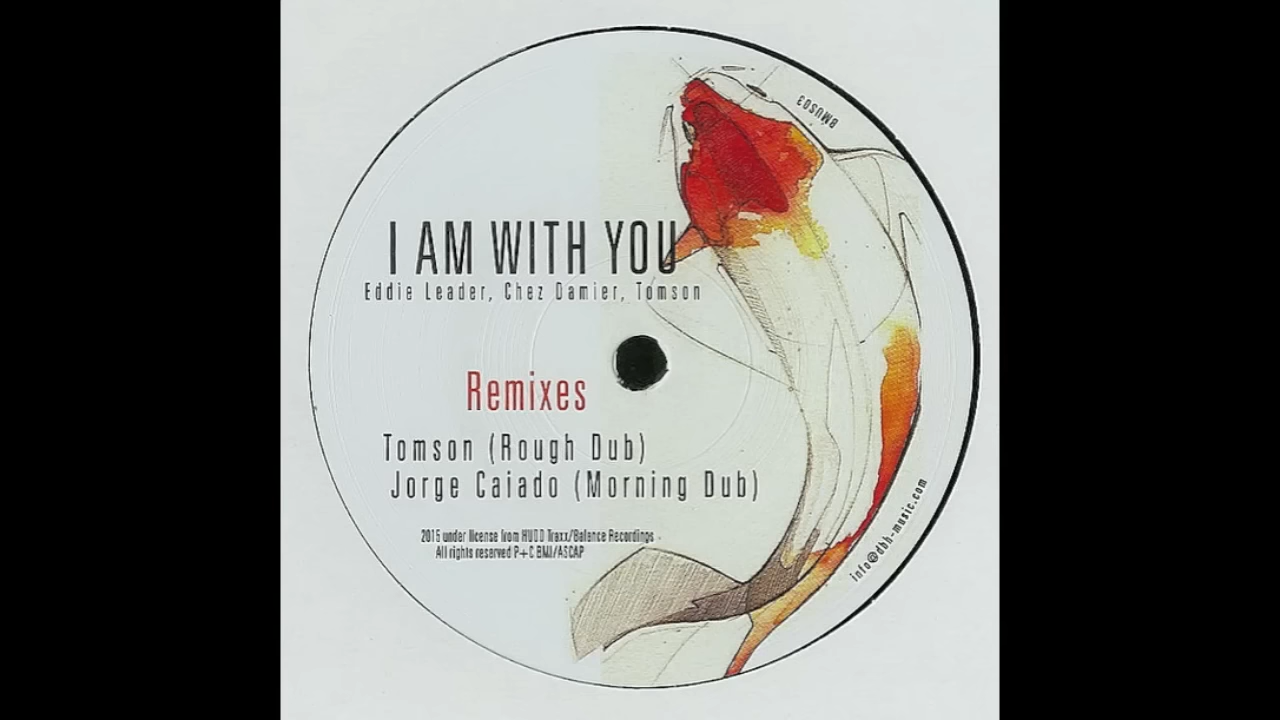 BMUS03
I AM WITH YOU
Eddie Leader, Chez Damier, Tomson
Remixes
Tomson (Rough Dub)
Jorge Caiado (Morning Dub)
2015 under license from HUDD Traxx/Balance Recordings
All rights reserved P+C BMI/ASCAP
info@dbh-music.com